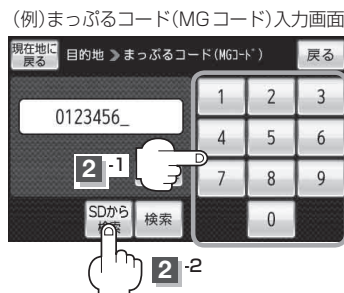 (例)まっぷるコード(MGコード)入力画面
現在地に
戻る
目的地 》まっぷるコード(MGコード)
戻る
0123456_
1 2 3
4 5 6
7 8 9
0
2 -1
SDから
検索
検索
2 -2